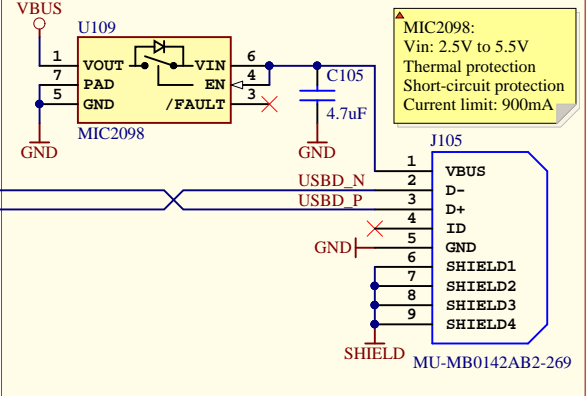 VBUS
U109
1 VOUT
7 PAD
5 GND
VIN 6
EN 4
/FAULT 3
MIC2098
GND
C105
4.7uF
GND
MIC2098:
Vin: 2.5V to 5.5V
Thermal protection
Short-circuit protection
Current limit: 900mA
J105
1 VBUS
USBD_N 2 D-
USBD_P 3 D+
4 ID
GND 5 GND
6 SHIELD1
7 SHIELD2
8 SHIELD3
9 SHIELD4
SHIELD
MU-MB0142AB2-269